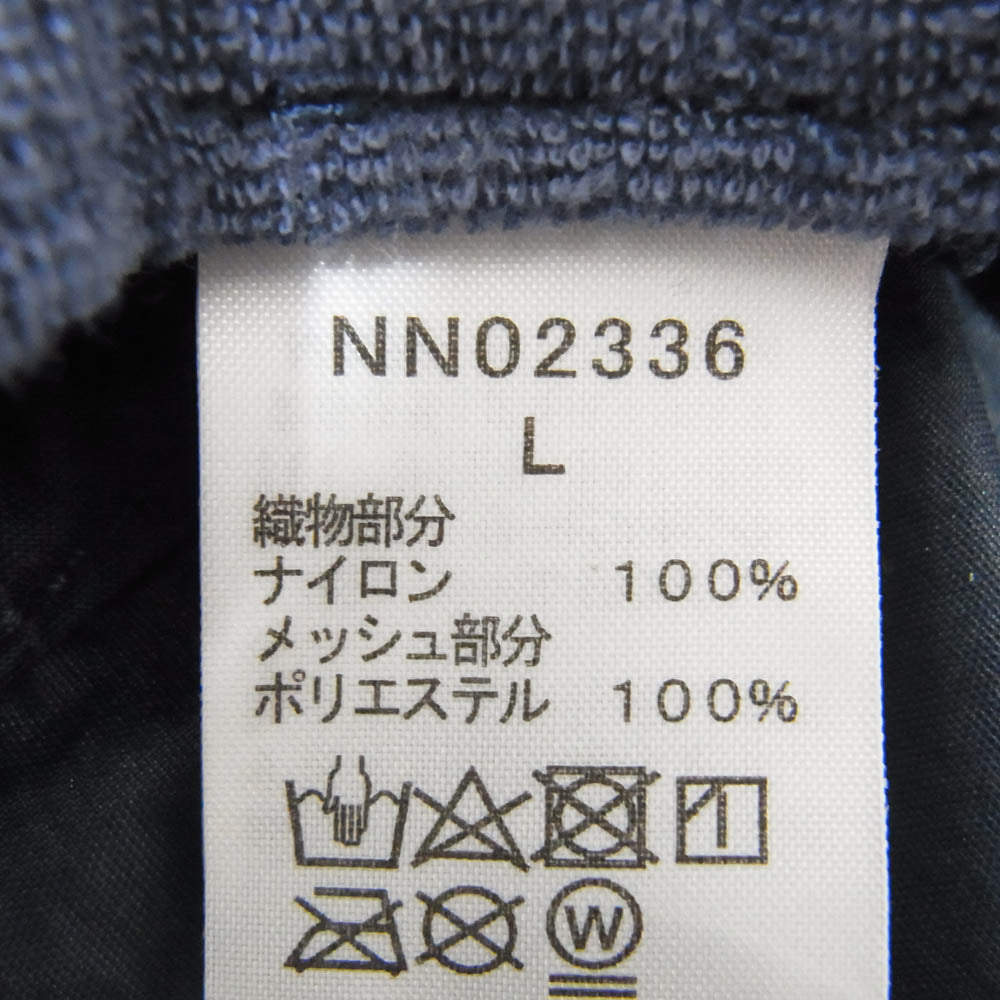 NN02336
L
織物部分
ナイロン 100%
メッシュ部分
ポリエステル 100%
W